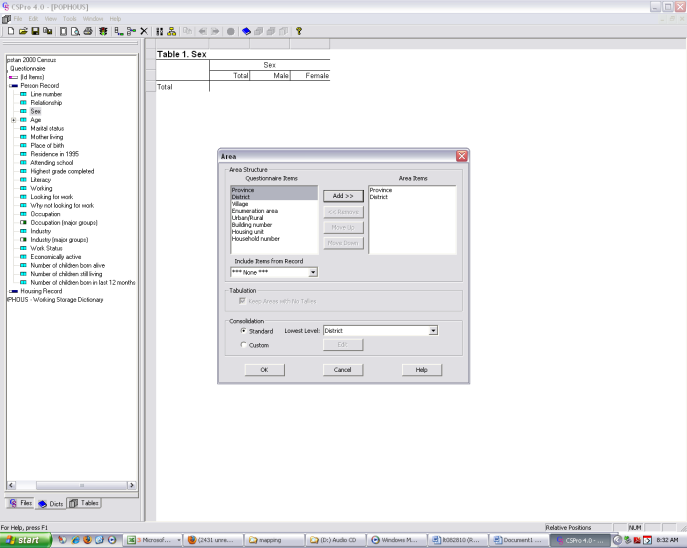 CSPro 4.0 - [POPHOUS]
File Edit View Tools Window Help
pstan 2000 Census
Questionnaire
(Id Items)
Person Record
Line number
Relationship
Sex
Age
Marital status
Mother living
Place of birth
Residence in 1995
Attending school
Highest grade completed
Literacy
Working
Looking for work
Why not looking for work
Occupation
Occupation (major groups)
Industry
Industry (major groups)
Work Status
Economically active
Number of children born alive
Number of children still living
Number of children born in last 12 months
Housing Record
PHOUS - Working Storage Dictionary
Files Dicts Tables
Table 1. Sex
Sex
Total Male Female
Total
Area
Area Structure
Questionnaire Items
Province
District
Village
Enumeration area
Urban/Rural
Building number
Housing unit
Household number
Add >>
<< Remove
Move Up
Move Down
Area Items
Province
District
Include Items from Record
*** None ***
Tabulation
Keep Areas with No Tallies
Consolidation
Standard Lowest Level: District
Custom Edit
OK Cancel Help
For Help, press F1
Relative Positions NUM
start 3 Microsof... (2431 unre... mapping (D:) Audio CD Windows M... Document1 ... CSPro 4.0 - ... 8:32 AM